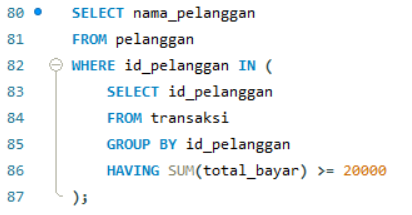 80 SELECT nama_pelanggan
81 FROM pelanggan
82 WHERE id_pelanggan IN (
83 SELECT id_pelanggan
84 FROM transaksi
85 GROUP BY id_pelanggan
86 HAVING SUM(total_bayar) >= 20000
87 );